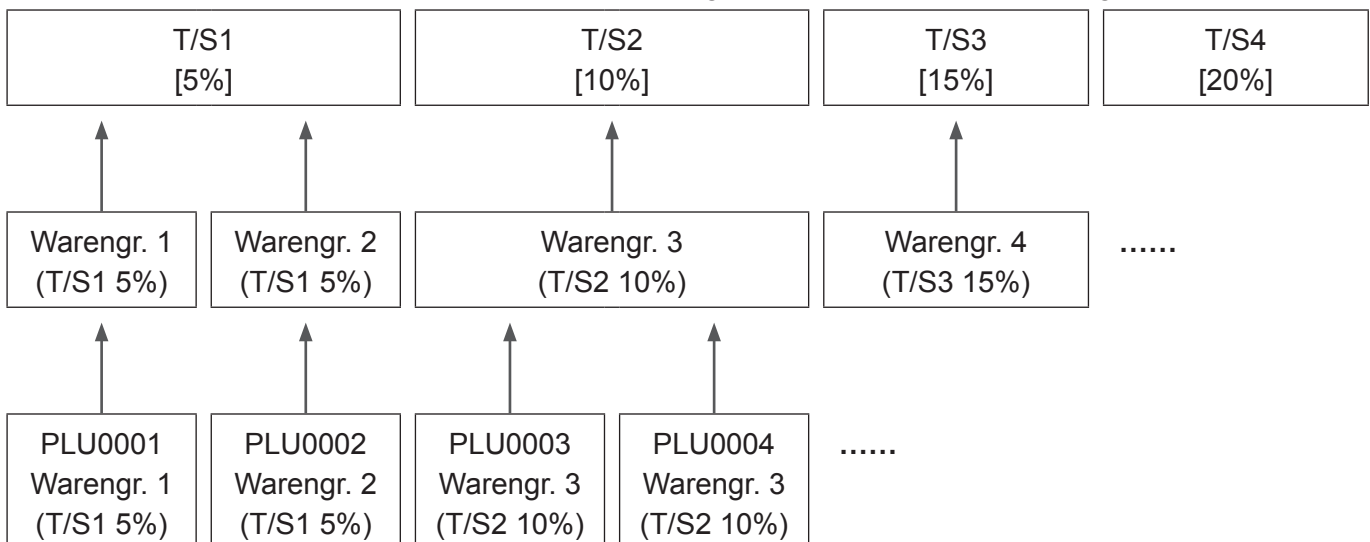 T/S1
[5%]
T/S2
[10%]
T/S3
[15%]
T/S4
[20%]
Warengr. 1
(T/S1 5%)
Warengr. 2
(T/S1 5%)
Warengr. 3
(T/S2 10%)
Warengr. 4
(T/S3 15%)
......
PLU0001
Warengr. 1
(T/S1 5%)
PLU0002
Warengr. 2
(T/S1 5%)
PLU0003
Warengr. 3
(T/S2 10%)
PLU0004
Warengr. 3
(T/S2 10%)
......